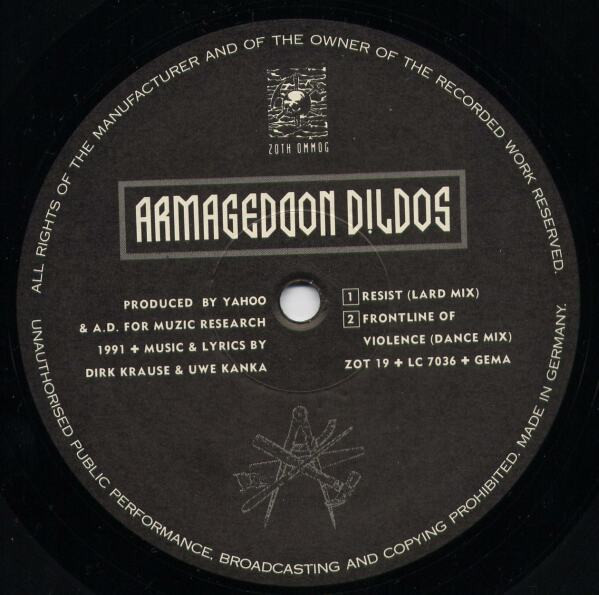 ALL RIGHTS OF THE MANUFACTURER AND OF THE OWNER OF THE RECORDED WORK RESERVED.
ZOTH OMMOG
ARMAGEDDON DILDOS
PRODUCED BY YAHOO
& A.D. FOR MUZIC RESEARCH
1991 + MUSIC & LYRICS BY
DIRK KRAUSE & UWE KANKA
1 RESIST (LARD MIX)
2 FRONTLINE OF
VIOLENCE (DANCE MIX)
ZOT 19 + LC 7036 + GEMA
UNAUTHORISED PUBLIC PERFORMANCE, BROADCASTING AND COPYING PROHIBITED. MADE IN GERMANY.